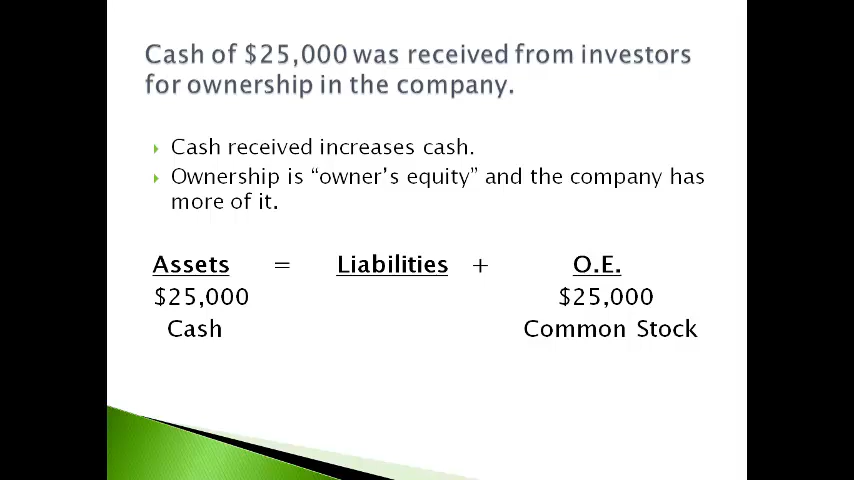 Cash of $25,000 was received from investors
for ownership in the company.
Cash received increases cash.
Ownership is “owner’s equity” and the company has
more of it.
Assets = Liabilities + O.E.
$25,000 $25,000
Cash Common Stock